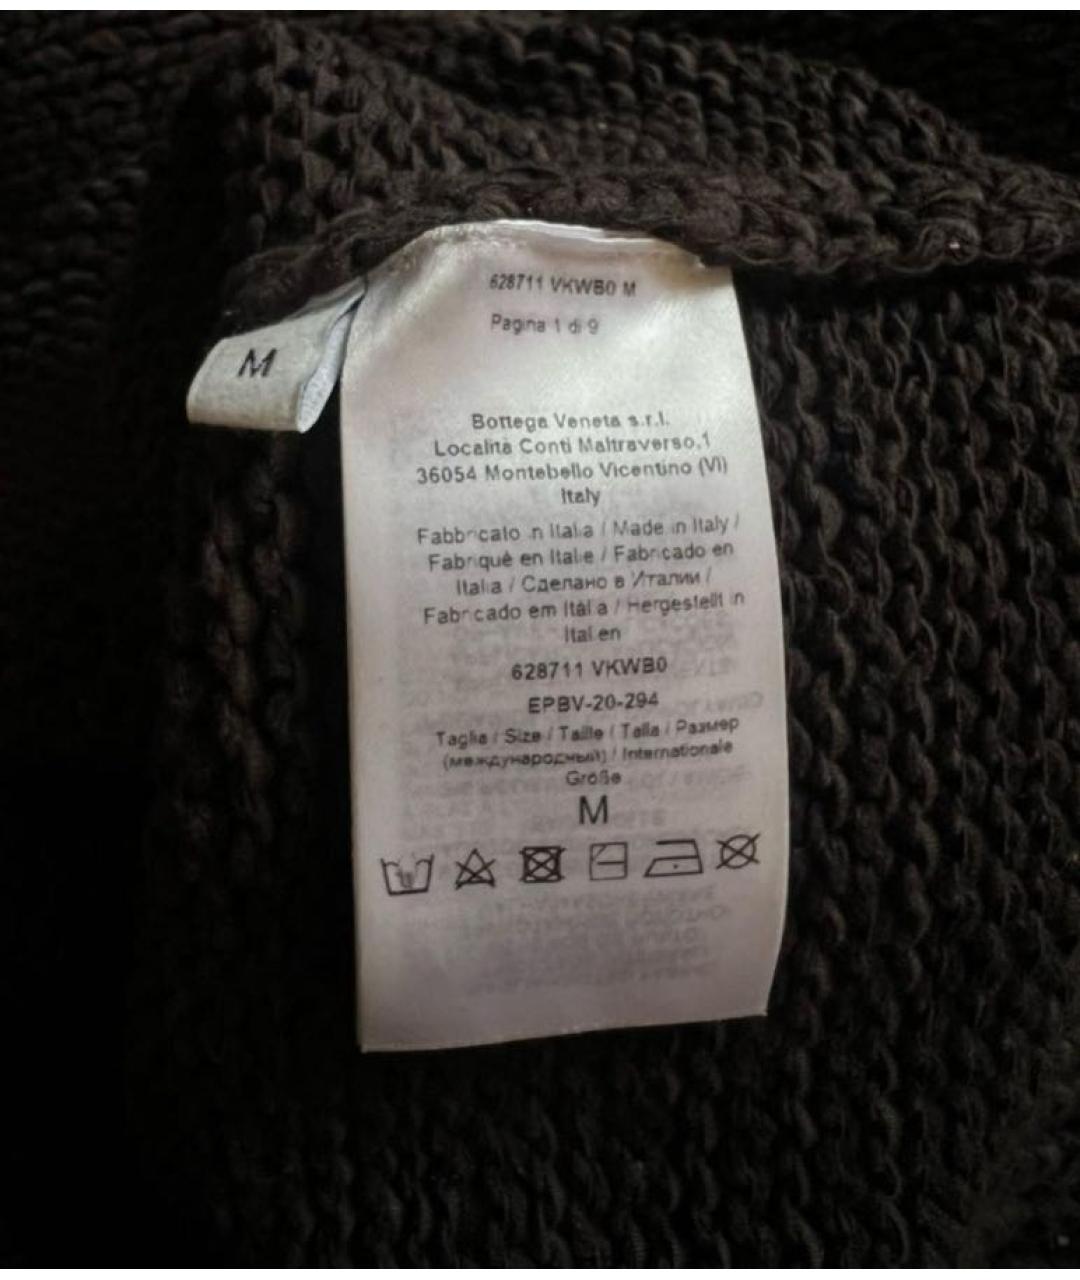 628711 VKWB0 M
Pagina 1 di 9
M
Bottega Veneta s.r.l.
Località Conti Maltraverso,1
36054 Montebello Vicentino (VI)
Italy
Fabbricato in Italia / Made in Italy /
Fabriqué en Italie / Fabricado en
Italia / Сделано в Италии /
Fabricado em Itália / Hergestellt in
Italien
628711 VKWB0
EPBV-20-294
Taglia / Size / Taille / Talla / Размер
(международный) / Internationale
Größe
M